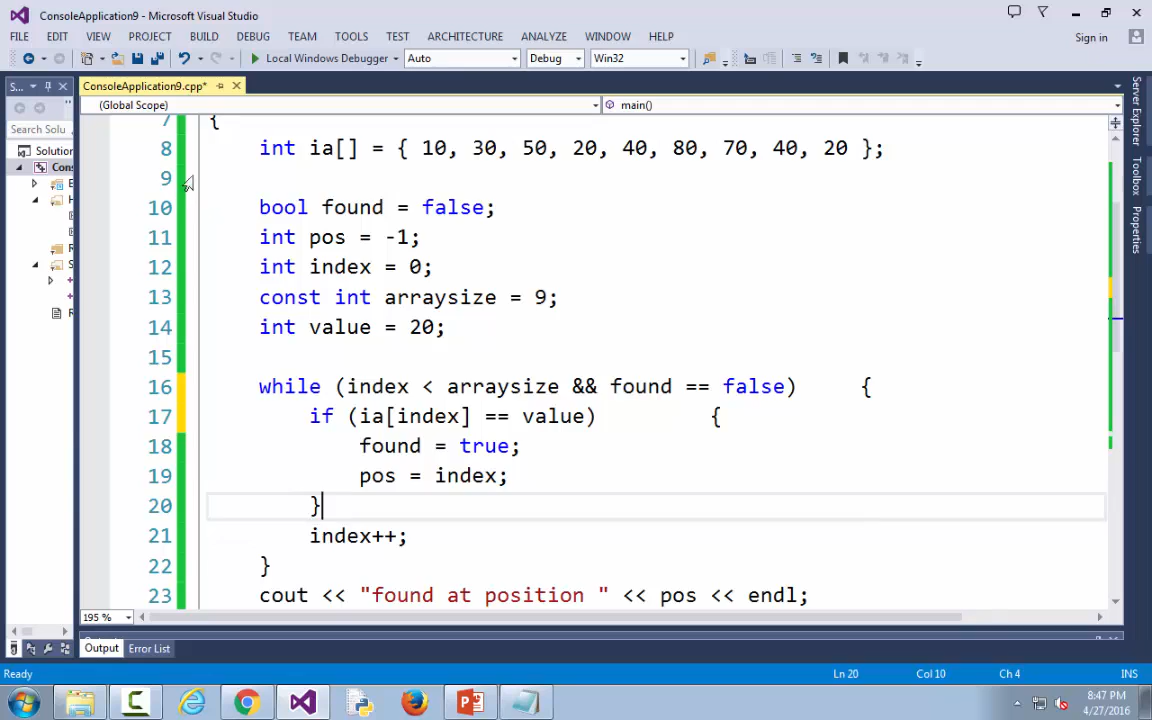 ConsoleApplication9 - Microsoft Visual Studio
FILE EDIT VIEW PROJECT BUILD DEBUG TEAM TOOLS TEST ARCHITECTURE ANALYZE WINDOW HELP
Sign in
Local Windows Debugger Auto Debug Win32
S... ConsoleApplication9.cpp*
(Global Scope) main()
Search Solu
Solution
Cons
E
H
R
S
R
7 {
8 int ia[] = { 10, 30, 50, 20, 40, 80, 70, 40, 20 };
9
10 bool found = false;
11 int pos = -1;
12 int index = 0;
13 const int arraysize = 9;
14 int value = 20;
15
16 while (index < arraysize && found == false) {
17 if (ia[index] == value) {
18 found = true;
19 pos = index;
20 }
21 index++;
22 }
23 cout << "found at position " << pos << endl;
195 %
Server Explorer
Toolbox
Properties
Output Error List
Ready Ln 20 Col 10 Ch 4 INS
8:47 PM
4/27/2016